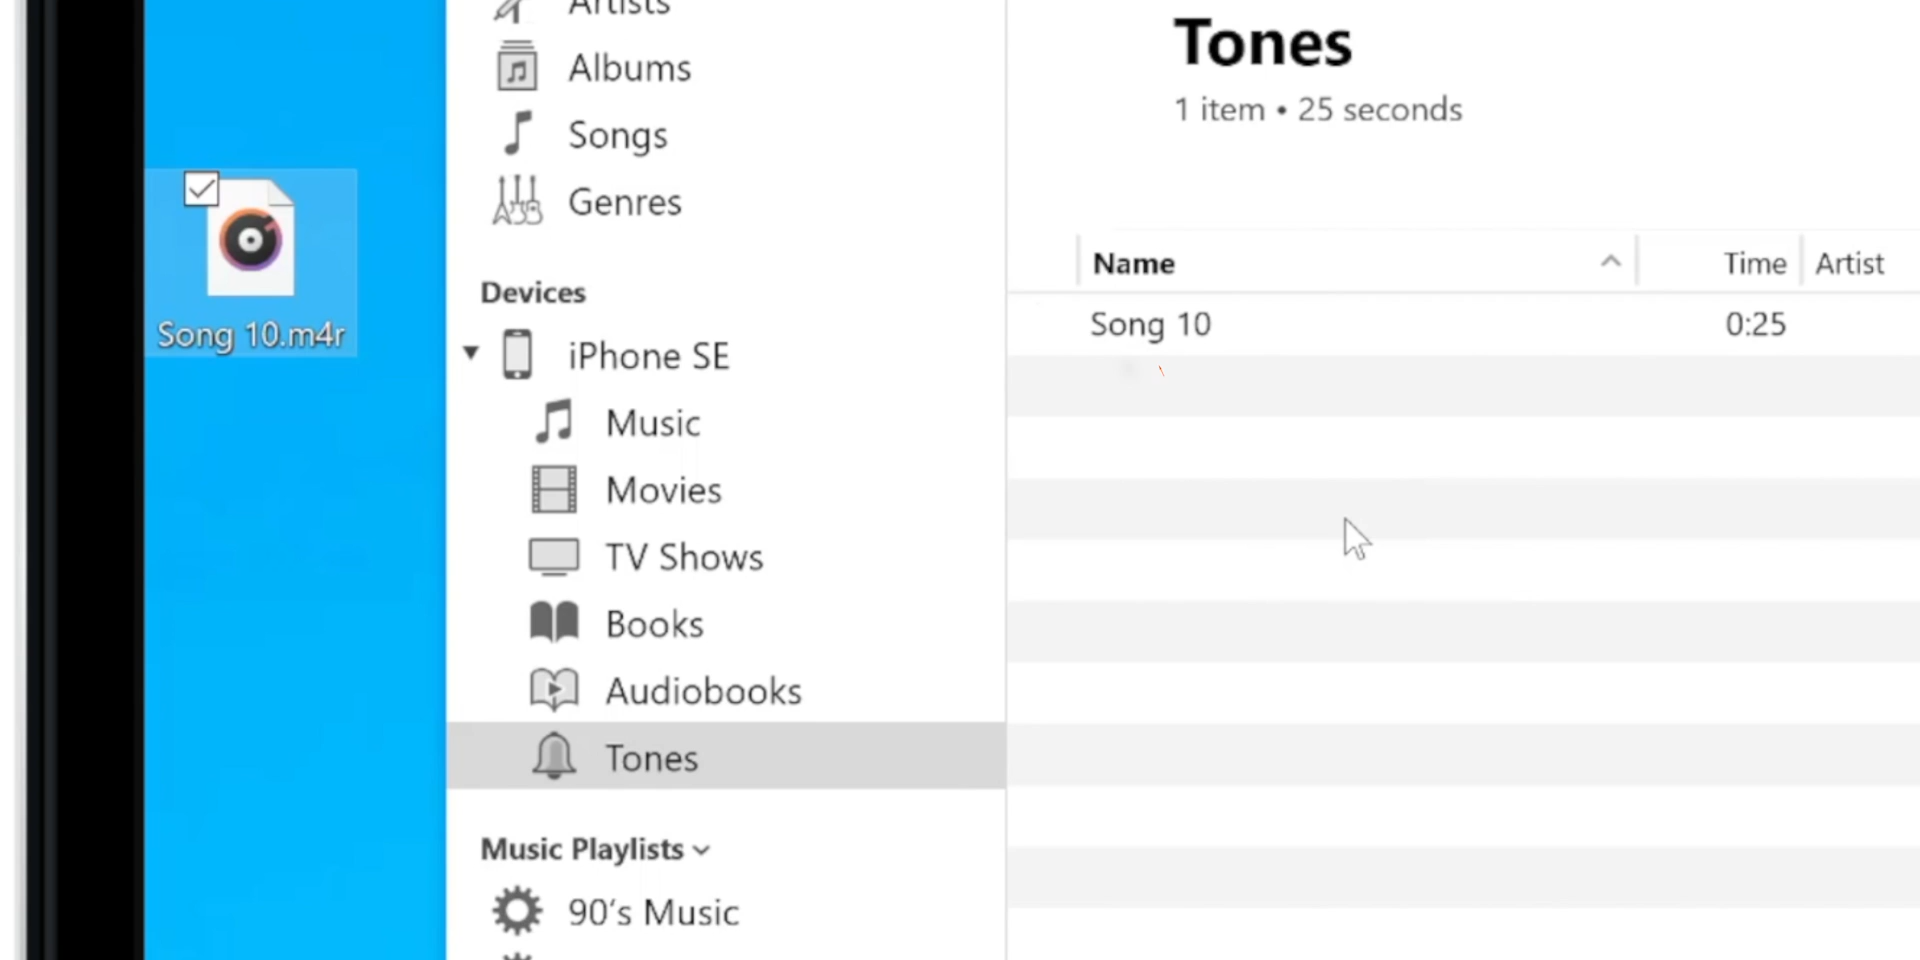 Artists
Albums
Songs
Genres
Devices
iPhone SE
Music
Movies
TV Shows
Books
Audiobooks
Tones
Music Playlists
90's Music
Song 10.m4r
Tones
1 item • 25 seconds
Name Time Artist
Song 10 0:25